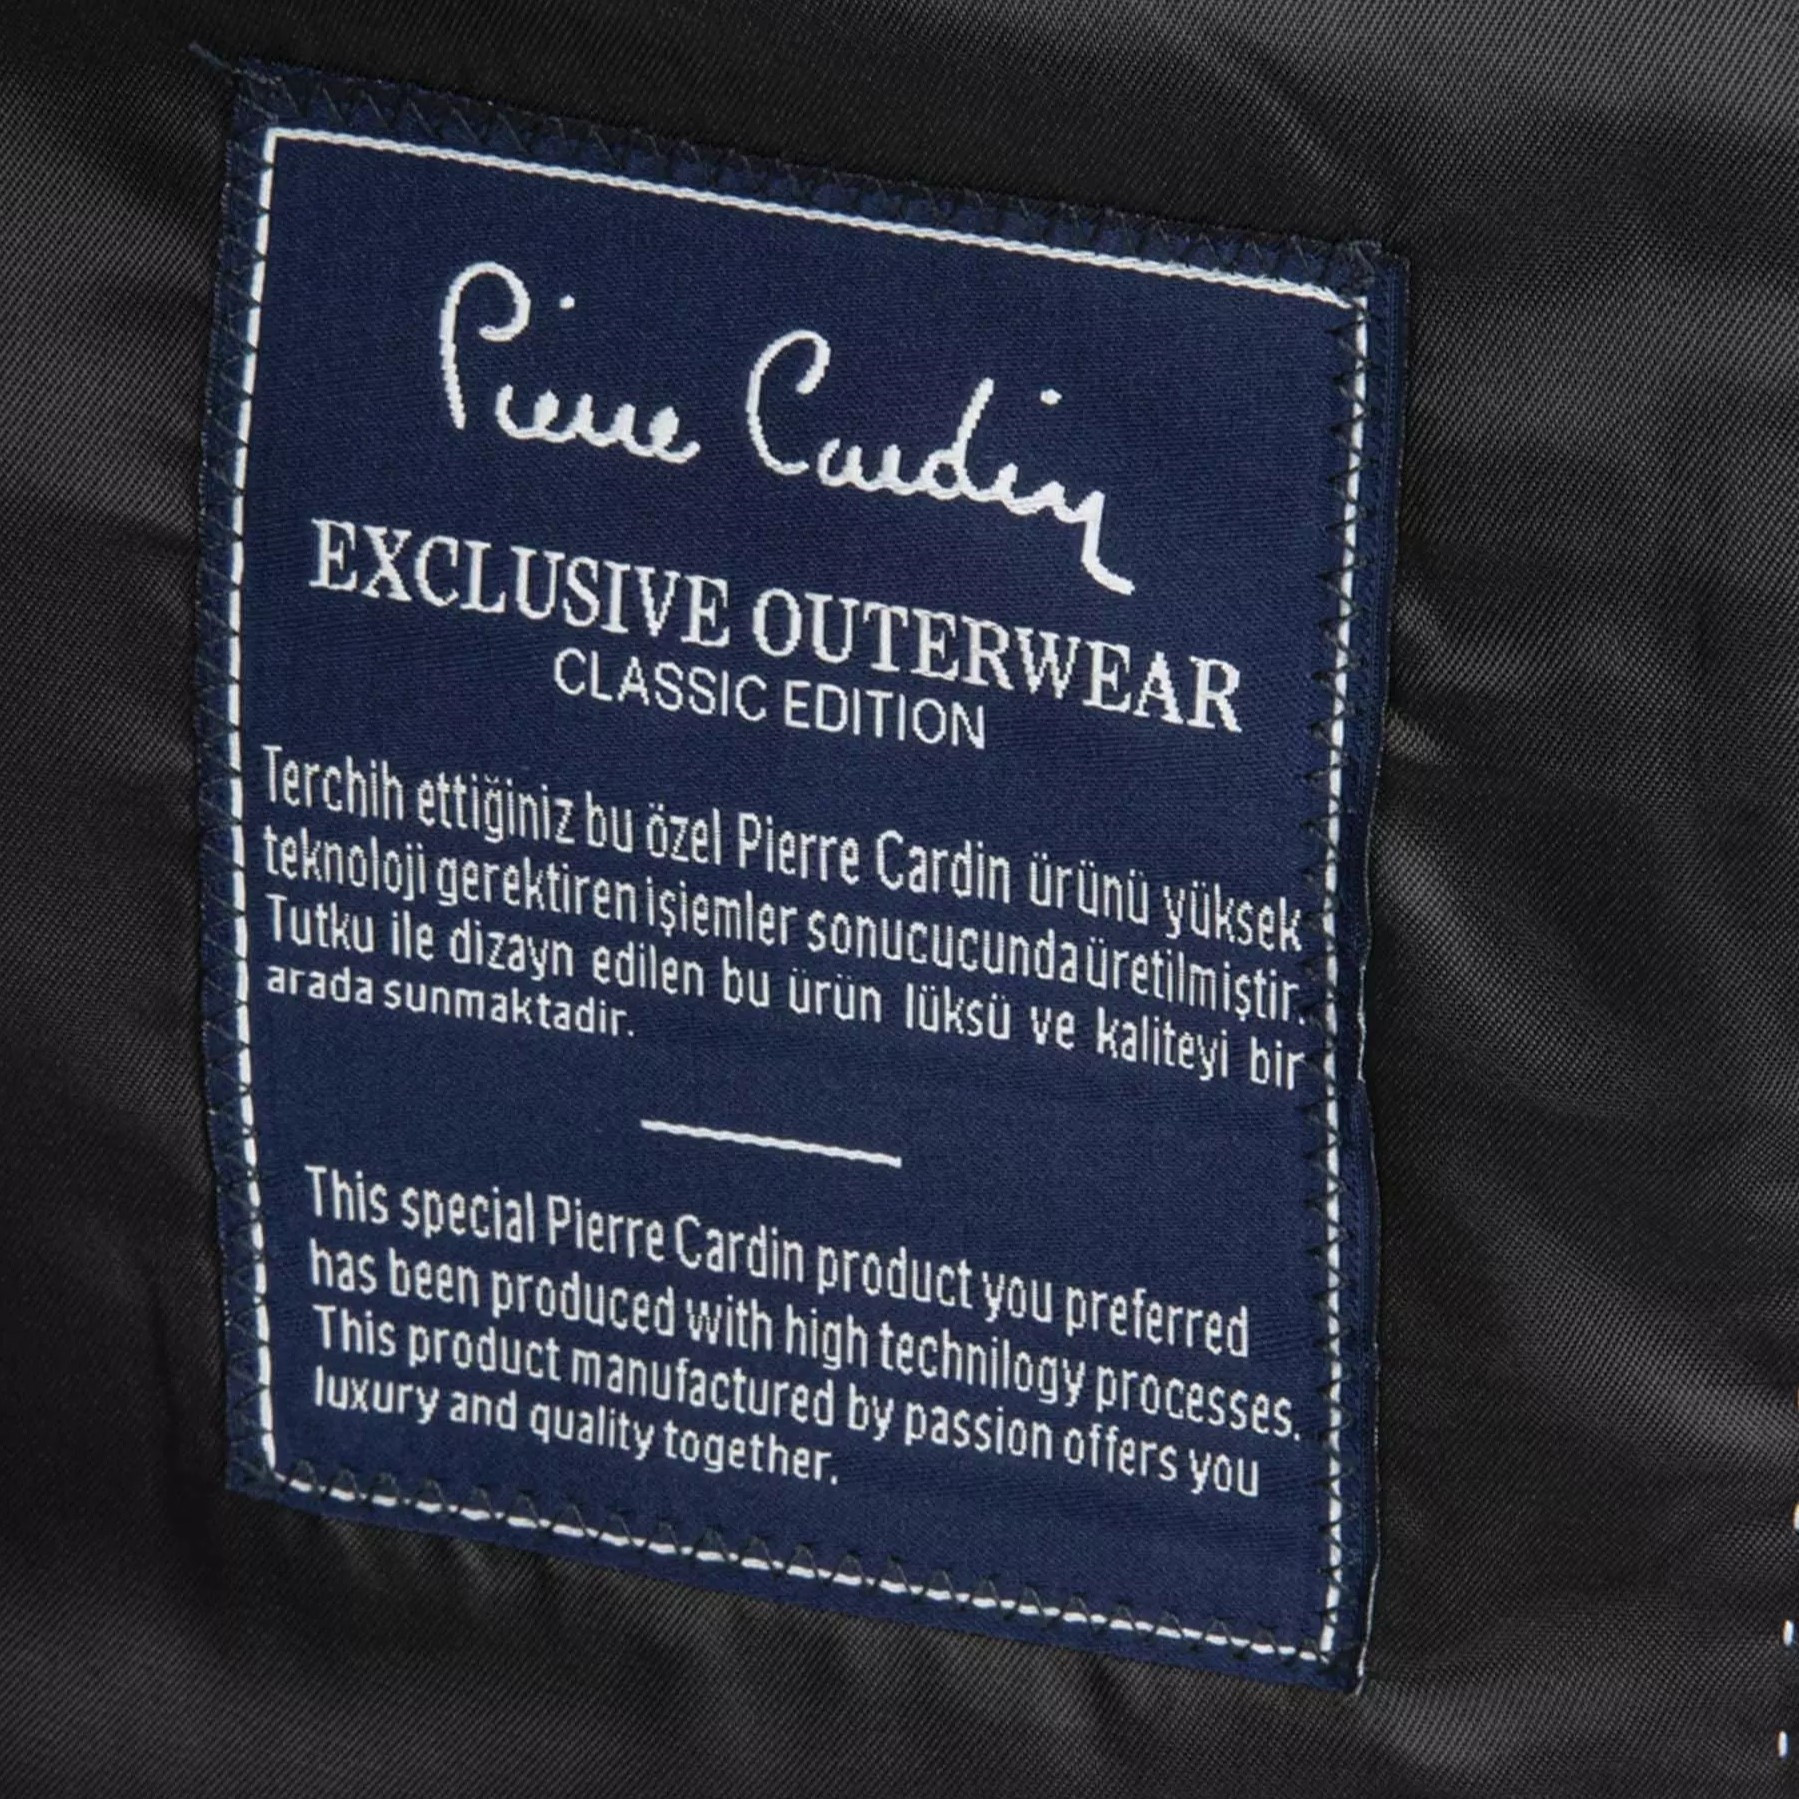 Pierre Cardin
EXCLUSIVE OUTERWEAR
CLASSIC EDITION
Terchih ettiğiniz bu özel Pierre Cardin ürünü yüksek
teknoloji gerektiren işiemler sonucucunda üretilmiştir.
Tutku ile dizayn edilen bu ürün lüksü ve kaliteyi bir
arada sunmaktadir.
This special Pierre Cardin product you preferred
has been produced with high technilogy processes.
This product manufactured by passion offers you
luxury and quality together.